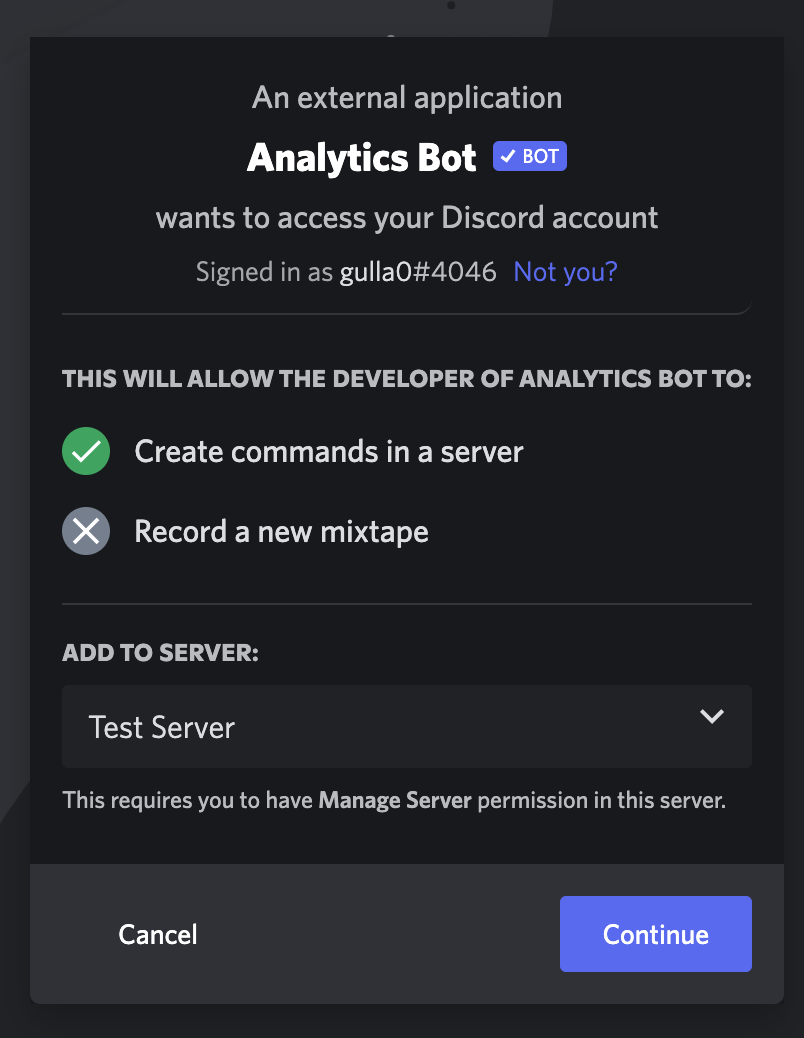 An external application
Analytics Bot BOT
wants to access your Discord account
Signed in as gulla0#4046 Not you?
THIS WILL ALLOW THE DEVELOPER OF ANALYTICS BOT TO:
Create commands in a server
Record a new mixtape
ADD TO SERVER:
Test Server
This requires you to have Manage Server permission in this server.
Cancel Continue